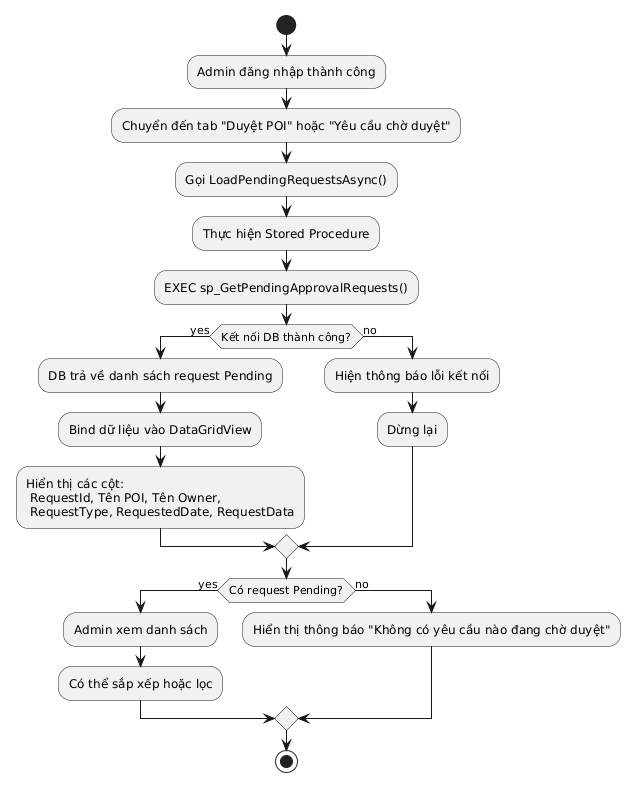 Admin đăng nhập thành công
Chuyển đến tab "Duyệt POI" hoặc "Yêu cầu chờ duyệt"
Gọi LoadPendingRequestsAsync()
Thực hiện Stored Procedure
EXEC sp_GetPendingApprovalRequests()
yes
Kết nối DB thành công?
no
DB trả về danh sách request Pending
Hiện thông báo lỗi kết nối
Bind dữ liệu vào DataGridView
Dừng lại
Hiển thị các cột:
RequestId, Tên POI, Tên Owner,
RequestType, RequestedDate, RequestData
yes
Có request Pending?
no
Admin xem danh sách
Hiển thị thông báo "Không có yêu cầu nào đang chờ duyệt"
Có thể sắp xếp hoặc lọc